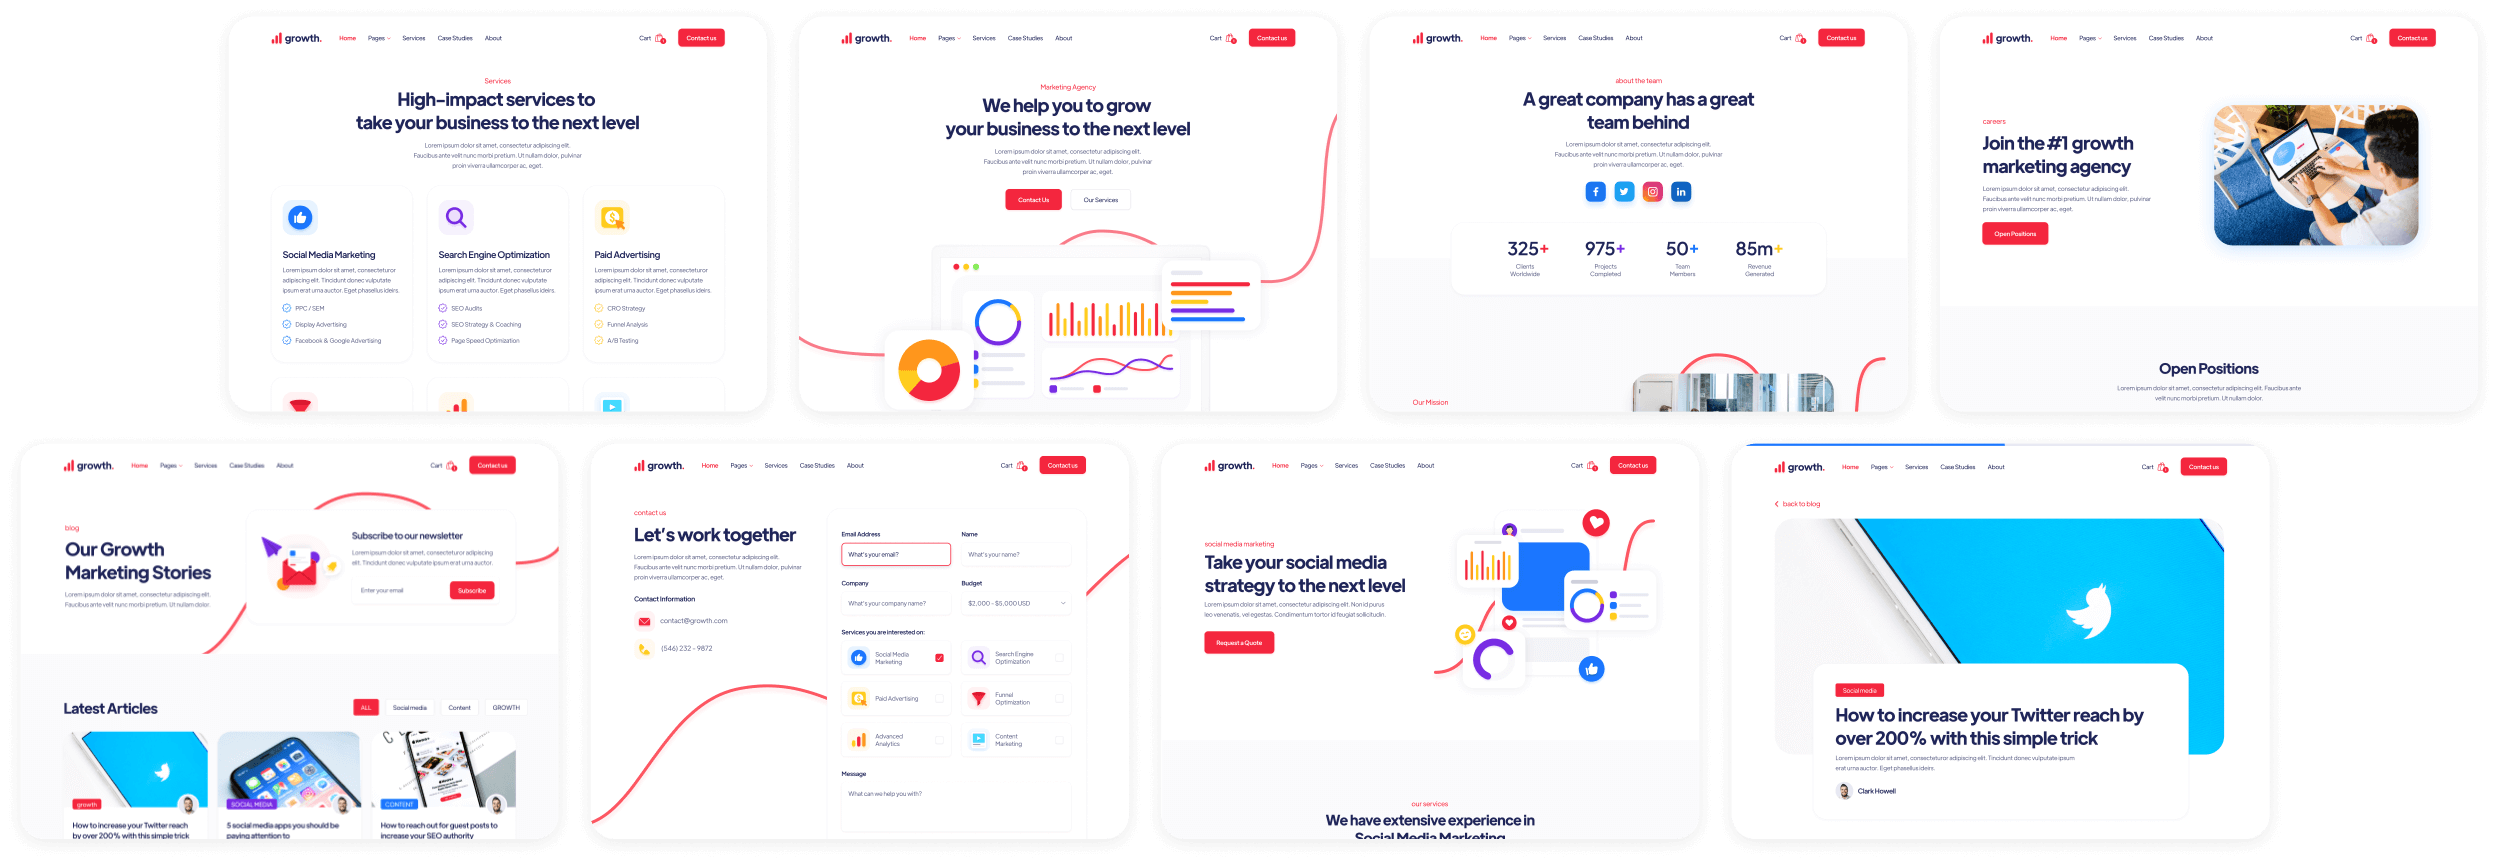 growth.
Home Pages Services Case Studies About
Cart
Contact us
Services
High-impact services to
take your business to the next level
Lorem ipsum dolor sit amet, consectetur adipiscing elit.
Faucibus ante velit nunc morbi pretium. Ut nullam dolor, pulvinar
proin viverra ullamcorper ac, eget.
Social Media Marketing
Lorem ipsum dolor sit amet, consecteturor
adipiscing elit. Tincidunt donec vulputate
ipsum erat urna auctor. Eget phasellus ideirs.
PPC / SEM
Display Advertising
Facebook & Google Advertising
Search Engine Optimization
Lorem ipsum dolor sit amet, consecteturor
adipiscing elit. Tincidunt donec vulputate
ipsum erat urna auctor. Eget phasellus ideirs.
SEO Audits
SEO Strategy & Coaching
Page Speed Optimization
Paid Advertising
Lorem ipsum dolor sit amet, consecteturor
adipiscing elit. Tincidunt donec vulputate
ipsum erat urna auctor. Eget phasellus ideirs.
CRO Strategy
Funnel Analysis
A/B Testing
growth.
Home Pages Services Case Studies About
Cart
Contact us
Marketing Agency
We help you to grow
your business to the next level
Lorem ipsum dolor sit amet, consectetur adipiscing elit.
Faucibus ante velit nunc morbi pretium. Ut nullam dolor, pulvinar
proin viverra ullamcorper ac, eget.
Contact Us
Our Services
growth.
Home Pages Services Case Studies About
Cart
Contact us
about the team
A great company has a great
team behind
Lorem ipsum dolor sit amet, consectetur adipiscing elit.
Faucibus ante velit nunc morbi pretium. Ut nullam dolor, pulvinar
proin viverra ullamcorper ac, eget.
325+
Clients
Worldwide
975+
Projects
Completed
50+
Team
Members
85m+
Revenue
Generated
Our Mission
growth.
Home Pages Services Case Studies About
Cart
Contact us
careers
Join the #1 growth
marketing agency
Lorem ipsum dolor sit amet, consectetur adipiscing elit.
Faucibus ante velit nunc morbi pretium. Ut nullam dolor, pulvinar
proin viverra ullamcorper ac, eget.
Open Positions
Open Positions
Lorem ipsum dolor sit amet, consectetur adipiscing elit. Faucibus ante
velit nunc morbi pretium. Ut nullam dolor.
growth.
Home Pages Services Case Studies About
Cart
Contact us
blog
Our Growth
Marketing Stories
Lorem ipsum dolor sit amet, consectetur adipiscing elit.
Faucibus ante velit nunc morbi pretium. Ut nullam dolor.
Subscribe to our newsletter
Lorem ipsum dolor sit amet, consecteturor adipiscing
elit. Tincidunt donec vulputate ipsum erat urna auctor.
Enter your email
Subscribe
Latest Articles
ALL
Social media
Content
GROWTH
growth
How to increase your Twitter reach
by over 200% with this simple trick
SOCIAL MEDIA
5 social media apps you should be
paying attention to
CONTENT
How to reach out for guest posts to
increase your SEO authority
growth.
Home Pages Services Case Studies About
Cart
Contact us
contact us
Let's work together
Lorem ipsum dolor sit amet, consectetur adipiscing elit.
Faucibus ante velit nunc morbi pretium. Ut nullam dolor, pulvinar
proin viverra ullamcorper ac, eget.
Contact Information
contact@growth.com
(546) 232 - 9872
Email Address
What's your email?
Name
What's your name?
Company
What's your company name?
Budget
$2,000 - $5,000 USD
Services you are interested on:
Social Media
Marketing
Search Engine
Optimization
Paid Advertising
Funnel
Optimization
Advanced
Analytics
Content
Marketing
Message
What can we help you with?
growth.
Home Pages Services Case Studies About
Cart
Contact us
social media marketing
Take your social media
strategy to the next level
Lorem ipsum dolor sit amet, consectetur adipiscing elit. Non id purus
leo venenatis, vel egestas. Condimentum tortor id feugiat sollicitudin.
Request a Quote
our services
We have extensive experience in
Social Media Marketing
growth.
Home Pages Services Case Studies About
Cart
Contact us
back to blog
Social media
How to increase your Twitter reach by
over 200% with this simple trick
Lorem ipsum dolor sit amet, consectetur adipiscing elit. Tincidunt donec vulputate ipsum
erat urna auctor. Eget phasellus ideirs.
Clark Howell